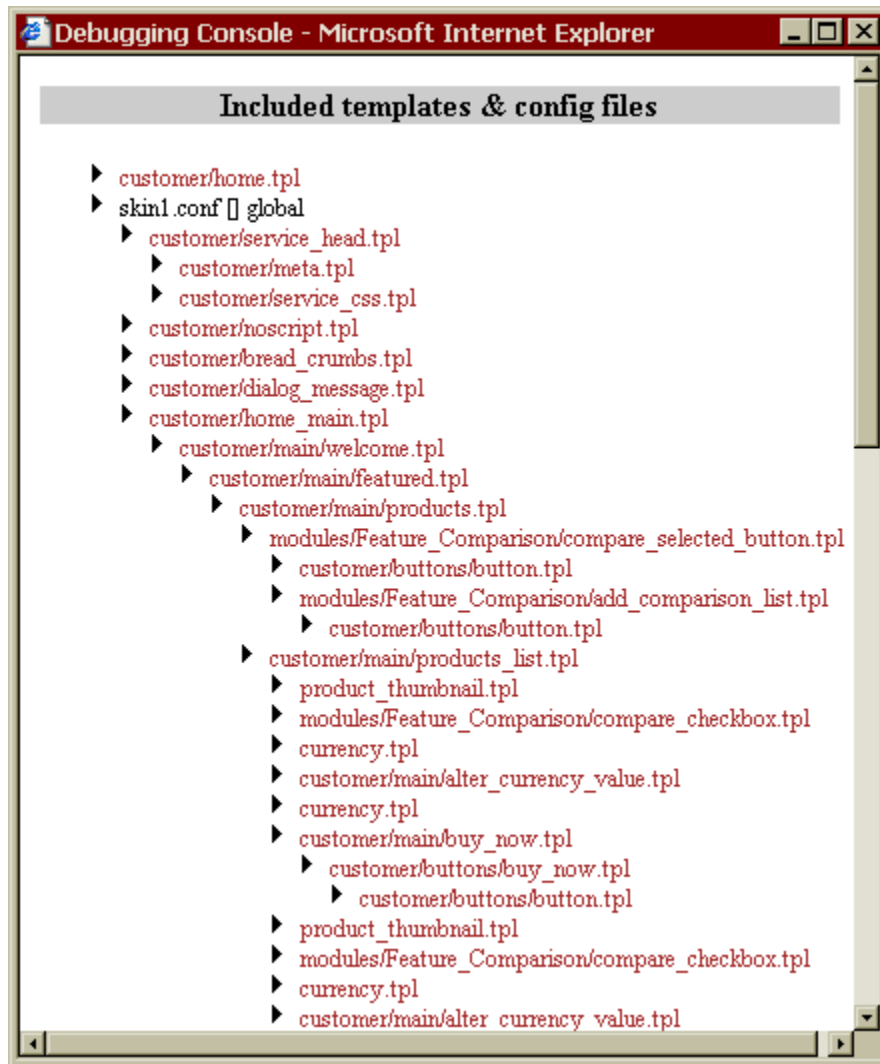 Debugging Console - Microsoft Internet Explorer
Included templates & config files
customer/home.tpl
skin1.conf [] global
customer/service_head.tpl
customer/meta.tpl
customer/service_css.tpl
customer/noscript.tpl
customer/bread_crumbs.tpl
customer/dialog_message.tpl
customer/home_main.tpl
customer/main/welcome.tpl
customer/main/featured.tpl
customer/main/products.tpl
modules/Feature_Comparison/compare_selected_button.tpl
customer/buttons/button.tpl
modules/Feature_Comparison/add_comparison_list.tpl
customer/buttons/button.tpl
customer/main/products_list.tpl
product_thumbnail.tpl
modules/Feature_Comparison/compare_checkbox.tpl
currency.tpl
customer/main/alter_currency_value.tpl
currency.tpl
customer/main/buy_now.tpl
customer/buttons/buy_now.tpl
customer/buttons/button.tpl
product_thumbnail.tpl
modules/Feature_Comparison/compare_checkbox.tpl
currency.tpl
customer/main/alter_currency_value.tpl